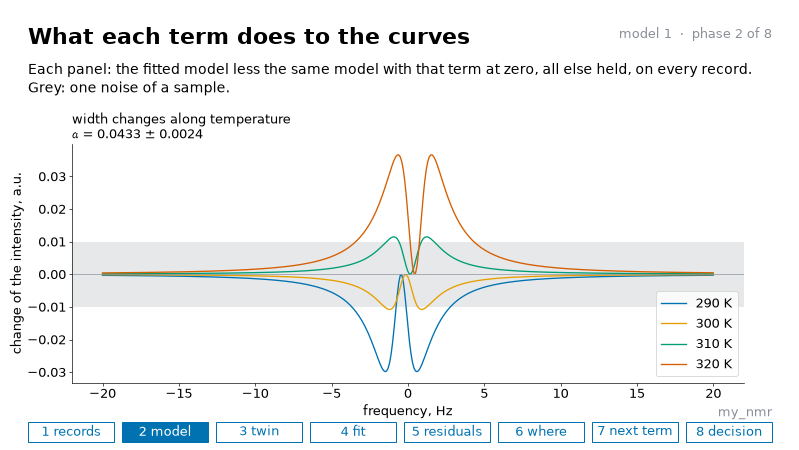 What each term does to the curves
model 1 · phase 2 of 8
Each panel: the fitted model less the same model with that term at zero, all else held, on every record.
Grey: one noise of a sample.
width changes along temperature
α = 0.0433 ± 0.0024
change of the intensity, a.u.
0.03
0.02
0.01
0.00
−0.01
−0.02
−0.03
290 K
300 K
310 K
320 K
−20 −15 −10 −5 0 5 10 15 20
frequency, Hz
my_nmr
1 records 2 model 3 twin 4 fit 5 residuals 6 where 7 next term 8 decision